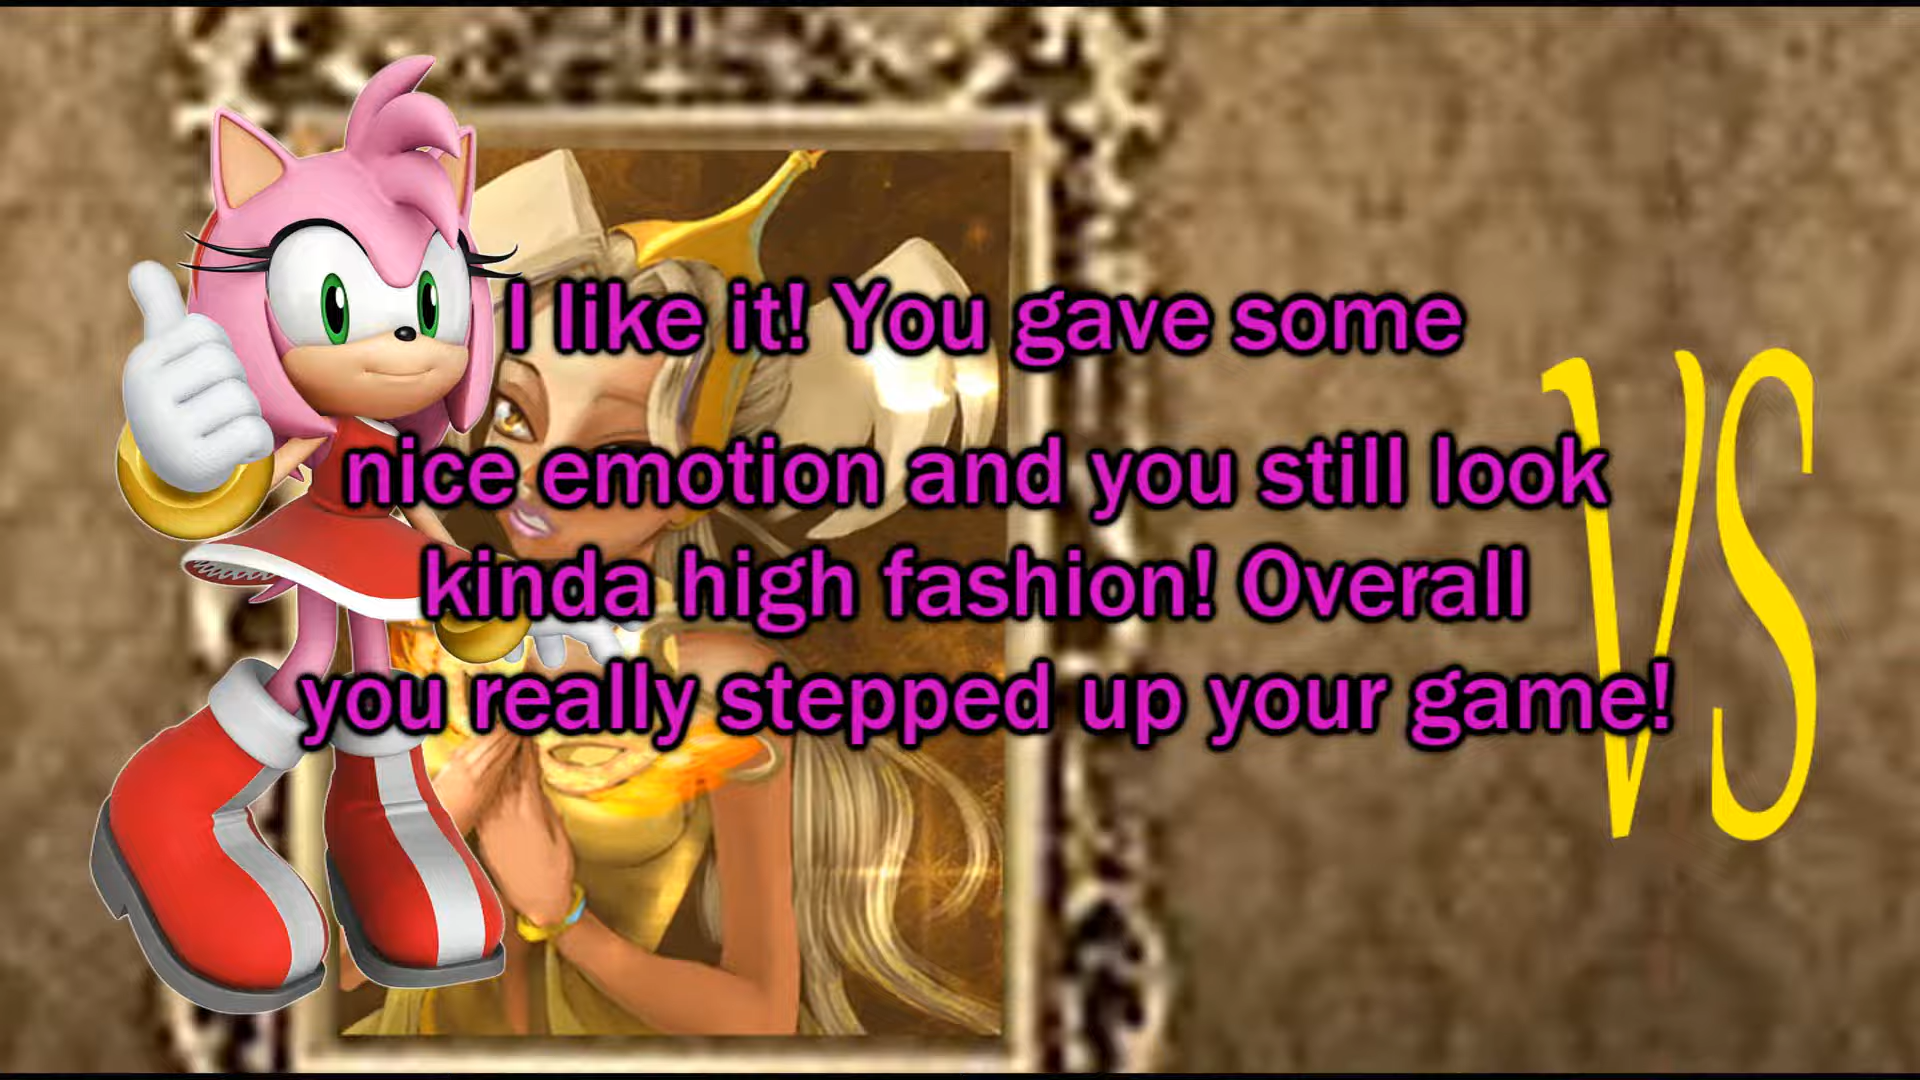 I like it! You gave some
nice emotion and you still look
kinda high fashion! Overall
you really stepped up your game!
VS